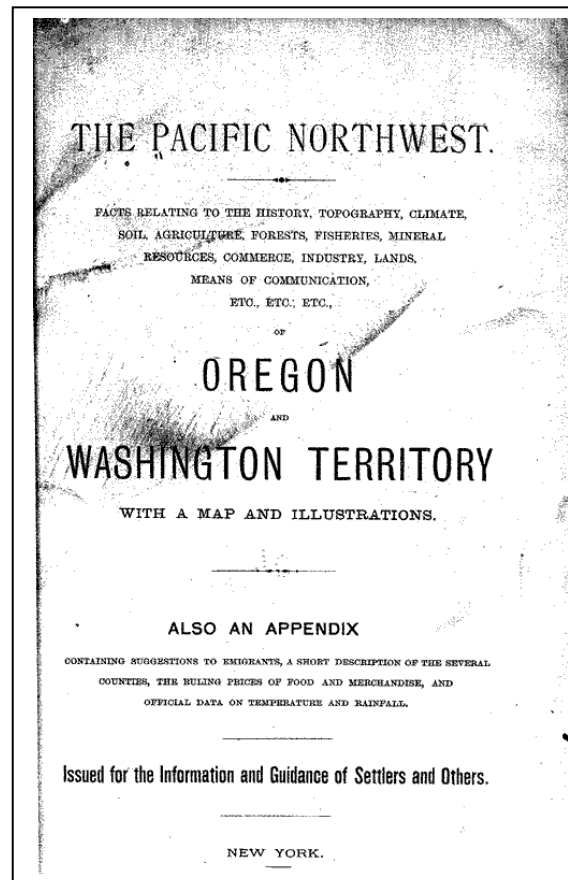 THE PACIFIC NORTHWEST.
FACTS RELATING TO THE HISTORY, TOPOGRAPHY, CLIMATE,
SOIL, AGRICULTURE, FORESTS, FISHERIES, MINERAL
RESOURCES, COMMERCE, INDUSTRY, LANDS,
MEANS OF COMMUNICATION,
ETC., ETC., ETC.,
OF
OREGON
AND
WASHINGTON TERRITORY
WITH A MAP AND ILLUSTRATIONS.
ALSO AN APPENDIX
CONTAINING SUGGESTIONS TO EMIGRANTS, A SHORT DESCRIPTION OF THE SEVERAL
COUNTIES, THE RULING PRICES OF FOOD AND MERCHANDISE, AND
OFFICIAL DATA ON TEMPERATURE AND RAINFALL.
Issued for the Information and Guidance of Settlers and Others.
NEW YORK.